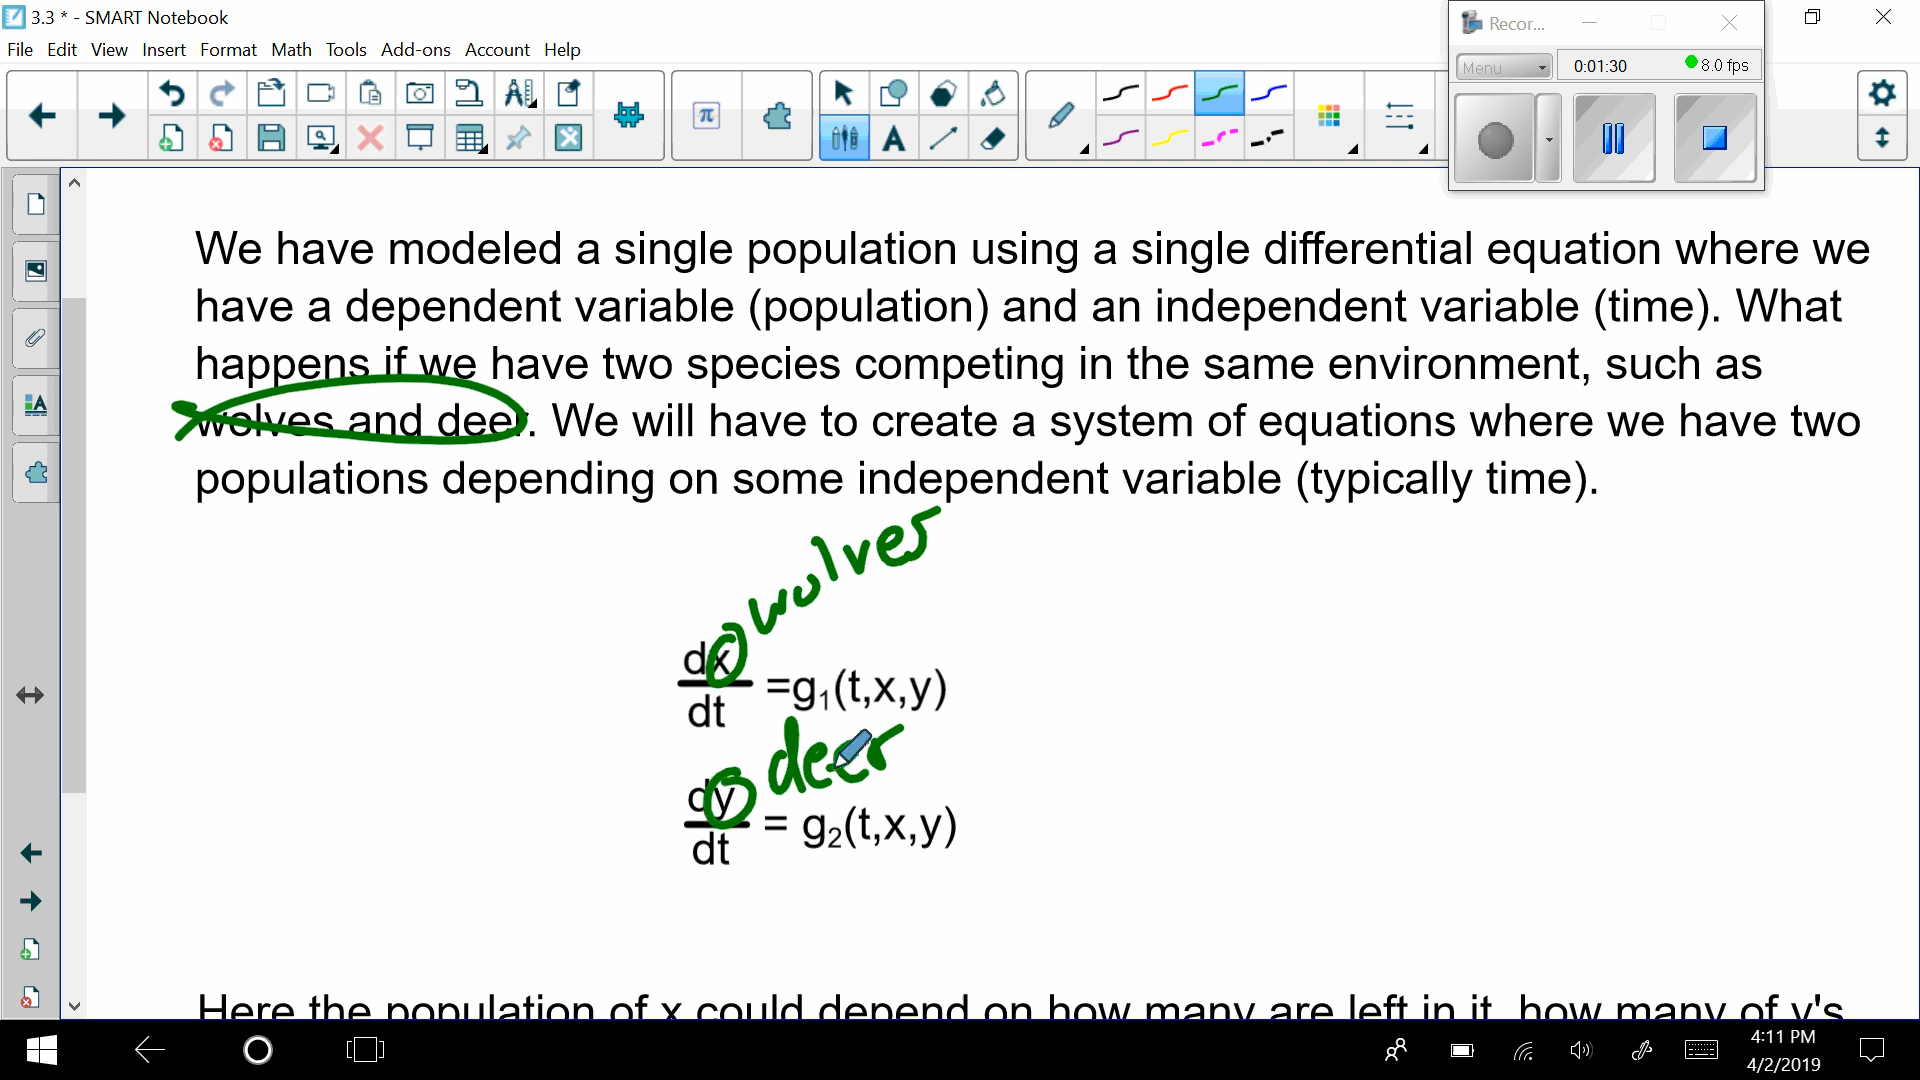 3.3 * - SMART Notebook
Recor...
File Edit View Insert Format Math Tools Add-ons Account Help
Menu 0:01:30 8.0 fps
π
A
We have modeled a single population using a single differential equation where we
have a dependent variable (population) and an independent variable (time). What
happens if we have two species competing in the same environment, such as
wolves and deer. We will have to create a system of equations where we have two
populations depending on some independent variable (typically time).
wolves
dx/dt =g₁(t,x,y)
deer
dy/dt = g₂(t,x,y)
Here the population of x could depend on how many are left in it, how many of y's
4:11 PM
4/2/2019